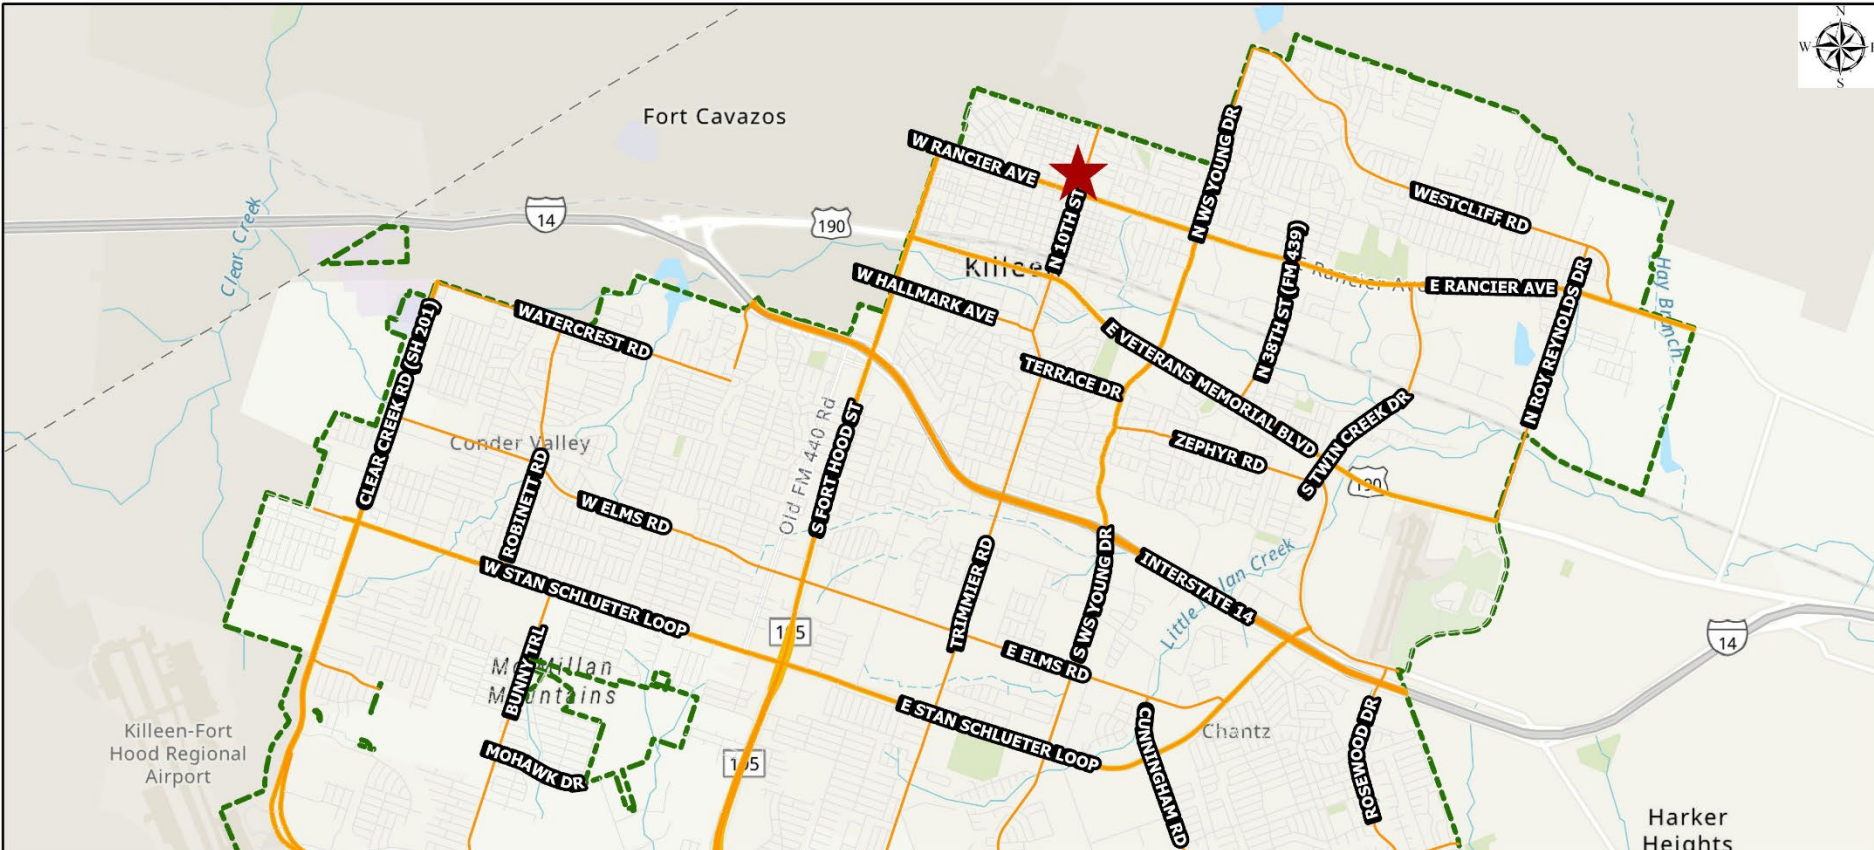 N
W
S
Fort Cavazos
W RANCIER AVE
N WS YOUNG DR
WESTCLIFF RD
Clear Creek
14
190
N 10TH ST
N 38TH ST (FM 439)
W HALLMARK AVE
E RANCIER AVE
N ROY REYNOLDS DR
Hay Branch
WATERCREST RD
CLEAR CREEK RD (SH 201)
E VETERANS MEMORIAL BLVD
TERRACE DR
Old FM 440 Rd
S FORT HOOD ST
Conder Valley
ROBINETT RD
ZEPHYR RD
S TWIN CREEK DR
190
W ELMS RD
W STAN SCHLUETER LOOP
TRIMMIER RD
S WS YOUNG DR
INTERSTATE 14
14
E ELMS RD
BUNNY TRL
E STAN SCHLUETER LOOP
CUNNINGHAM RD
Chantz
ROSEWOOD DR
Killeen-Fort
Hood Regional
Airport
MOHAWK DR
Harker
Heights